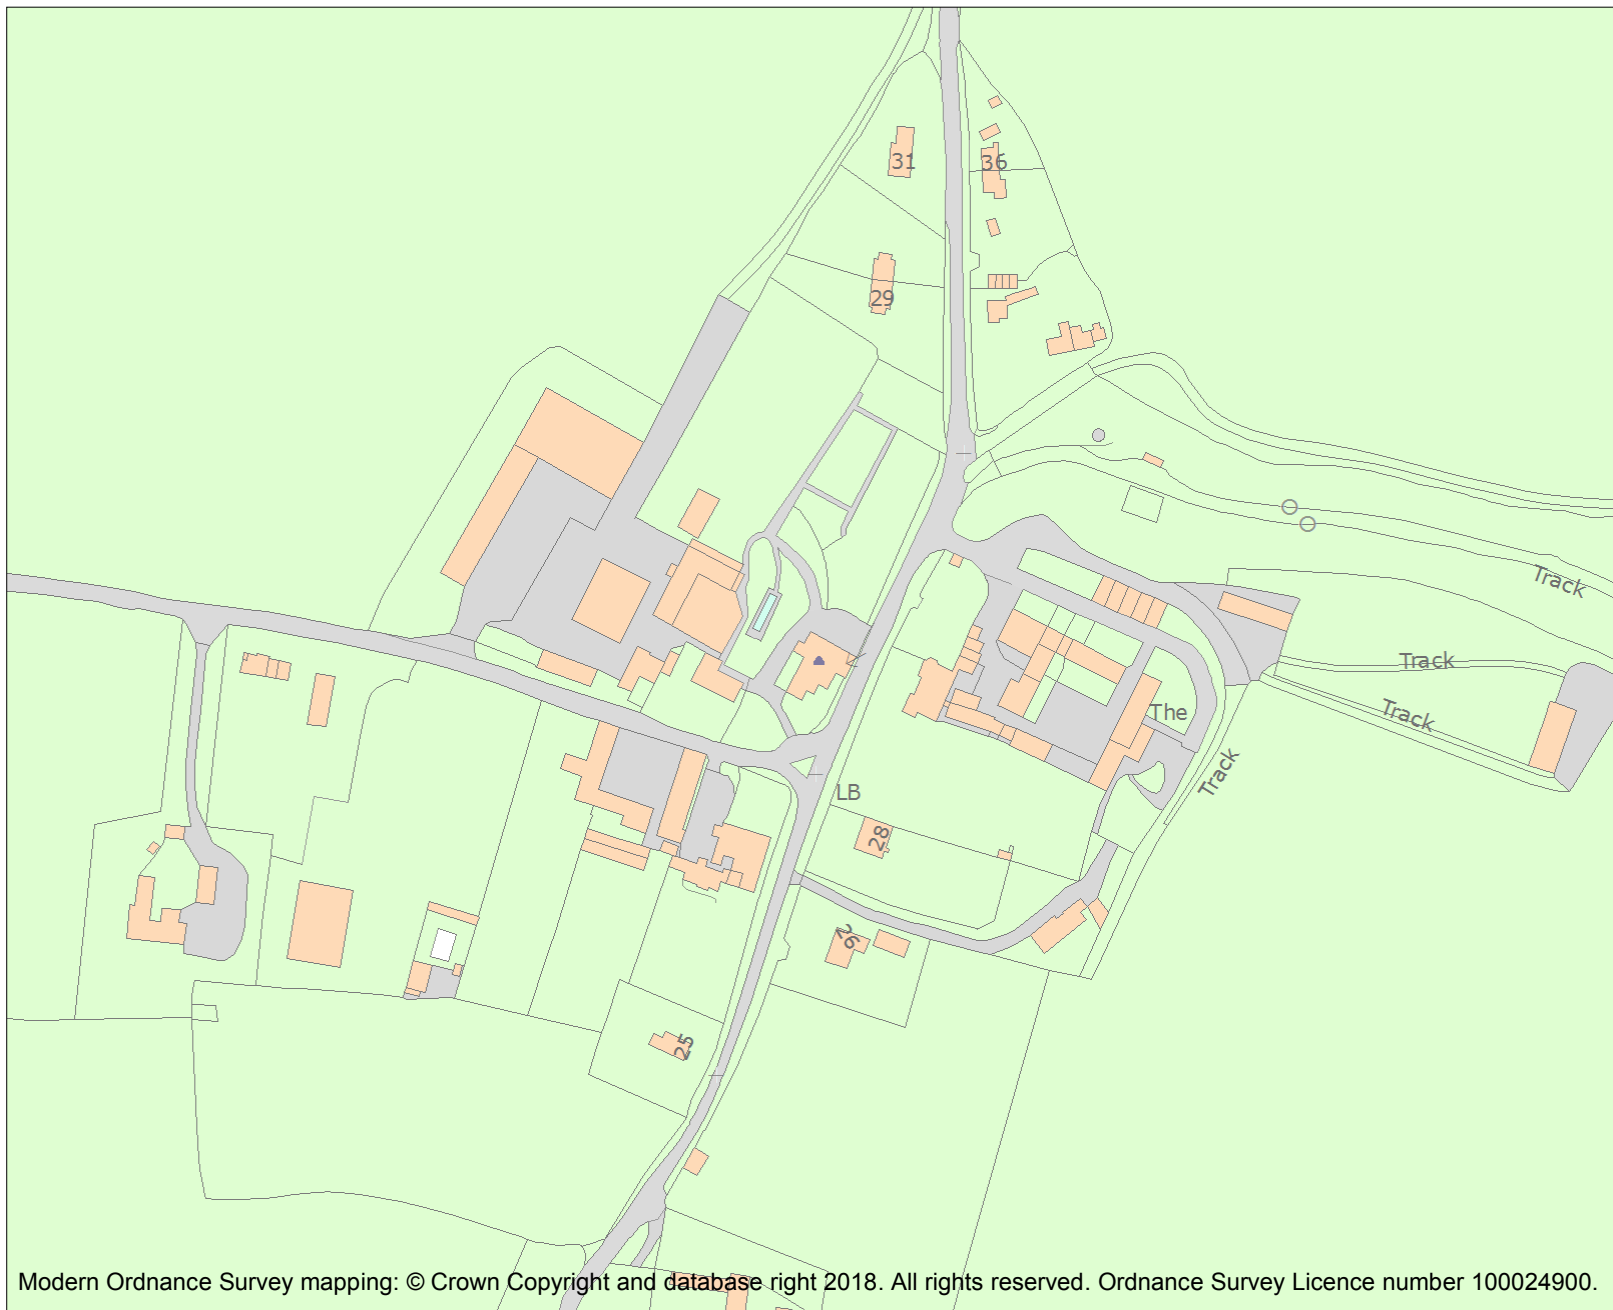 31
36
29
Track
Track
Track
The
Track
LB
28
26
25
Modern Ordnance Survey mapping: © Crown Copyright and database right 2018. All rights reserved. Ordnance Survey Licence number 100024900.